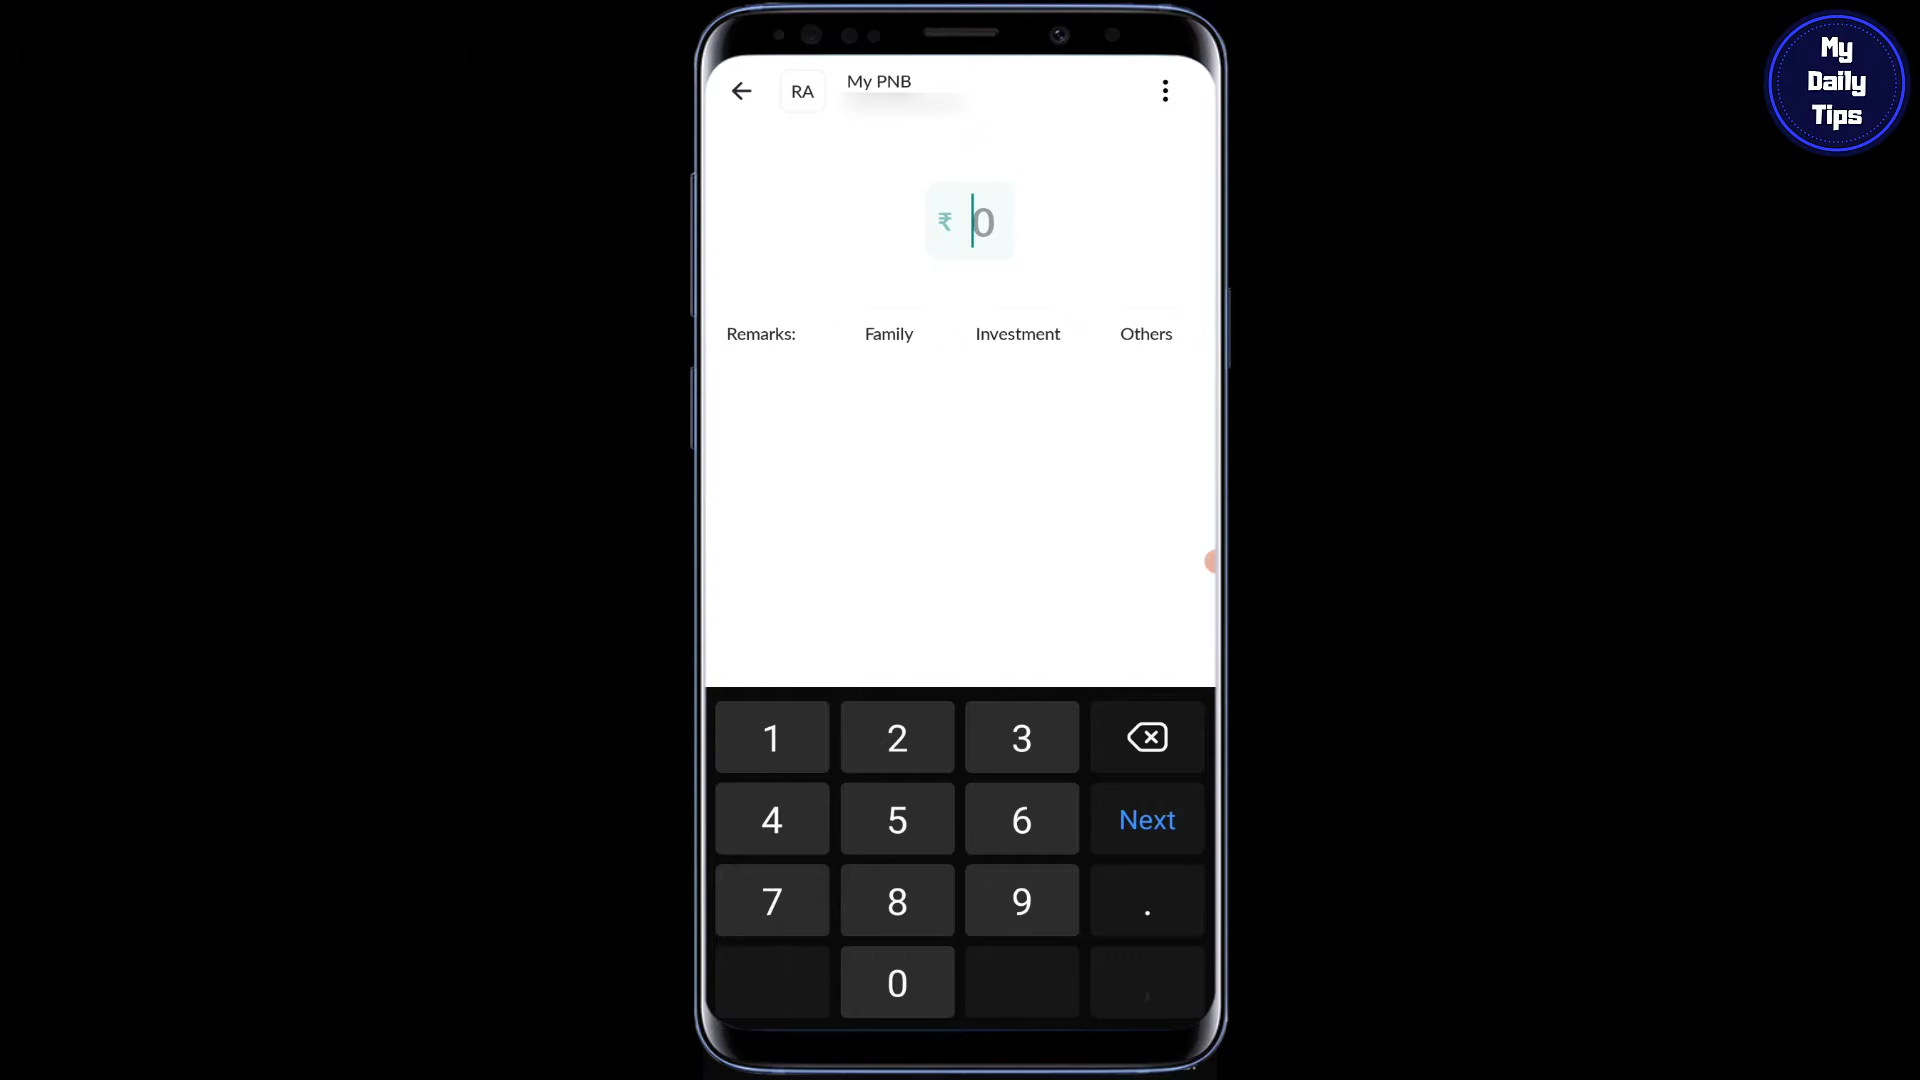 My
Daily
Tips
RA
My PNB
₹ 0
Remarks: Family Investment Others
1 2 3
4 5 6 Next
7 8 9 .
0 ,